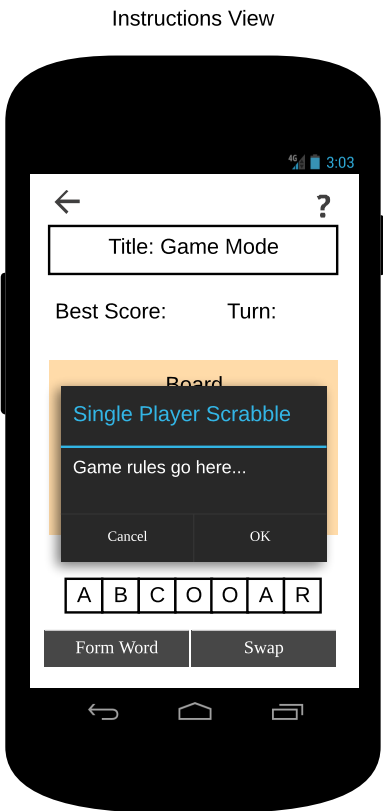 Instructions View
4G 3:03
?
Title: Game Mode
Best Score: Turn:
Board
Single Player Scrabble
Game rules go here...
Cancel OK
A B C O O A R
Form Word Swap